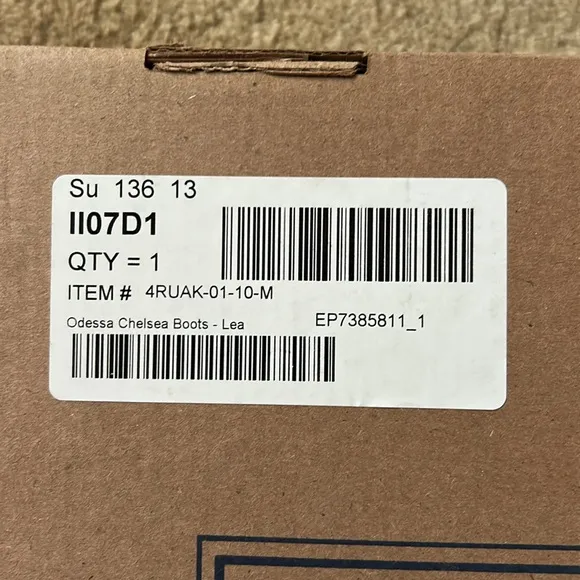 Su 136 13
II07D1
QTY = 1
ITEM # 4RUAK-01-10-M
Odessa Chelsea Boots - Lea EP7385811_1